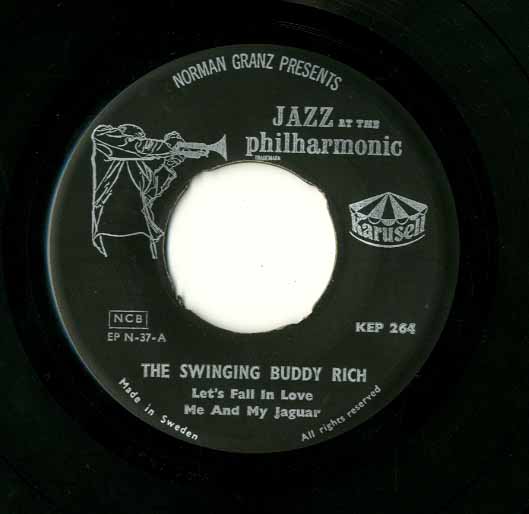 NORMAN GRANZ PRESENTS
JAZZ AT THE
philharmonic
TRADEMARK
Karusell
NCB
EP N-37-A
KEP 264
THE SWINGING BUDDY RICH
Let's Fall In Love
Me And My Jaguar
Made in Sweden
All rights reserved